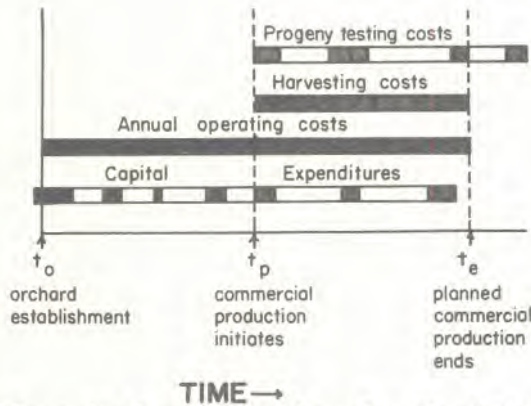 Progeny testing costs
Harvesting costs
Annual operating costs
Capital Expenditures
to tp te
orchard commercial planned
establishment production commercial
initiates production
ends
TIME →